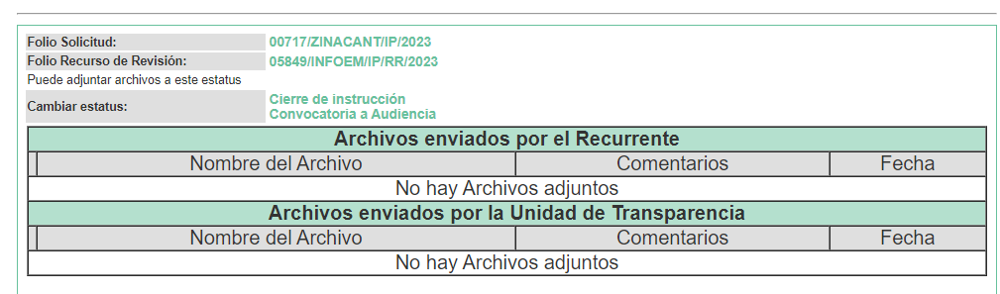 Folio Solicitud: 00717/ZINACANT/IP/2023
Folio Recurso de Revisión: 05849/INFOEM/IP/RR/2023
Puede adjuntar archivos a este estatus
Cambiar estatus: Cierre de instrucción
Convocatoria a Audiencia
Archivos enviados por el Recurrente
Nombre del Archivo Comentarios Fecha
No hay Archivos adjuntos
Archivos enviados por la Unidad de Transparencia
Nombre del Archivo Comentarios Fecha
No hay Archivos adjuntos